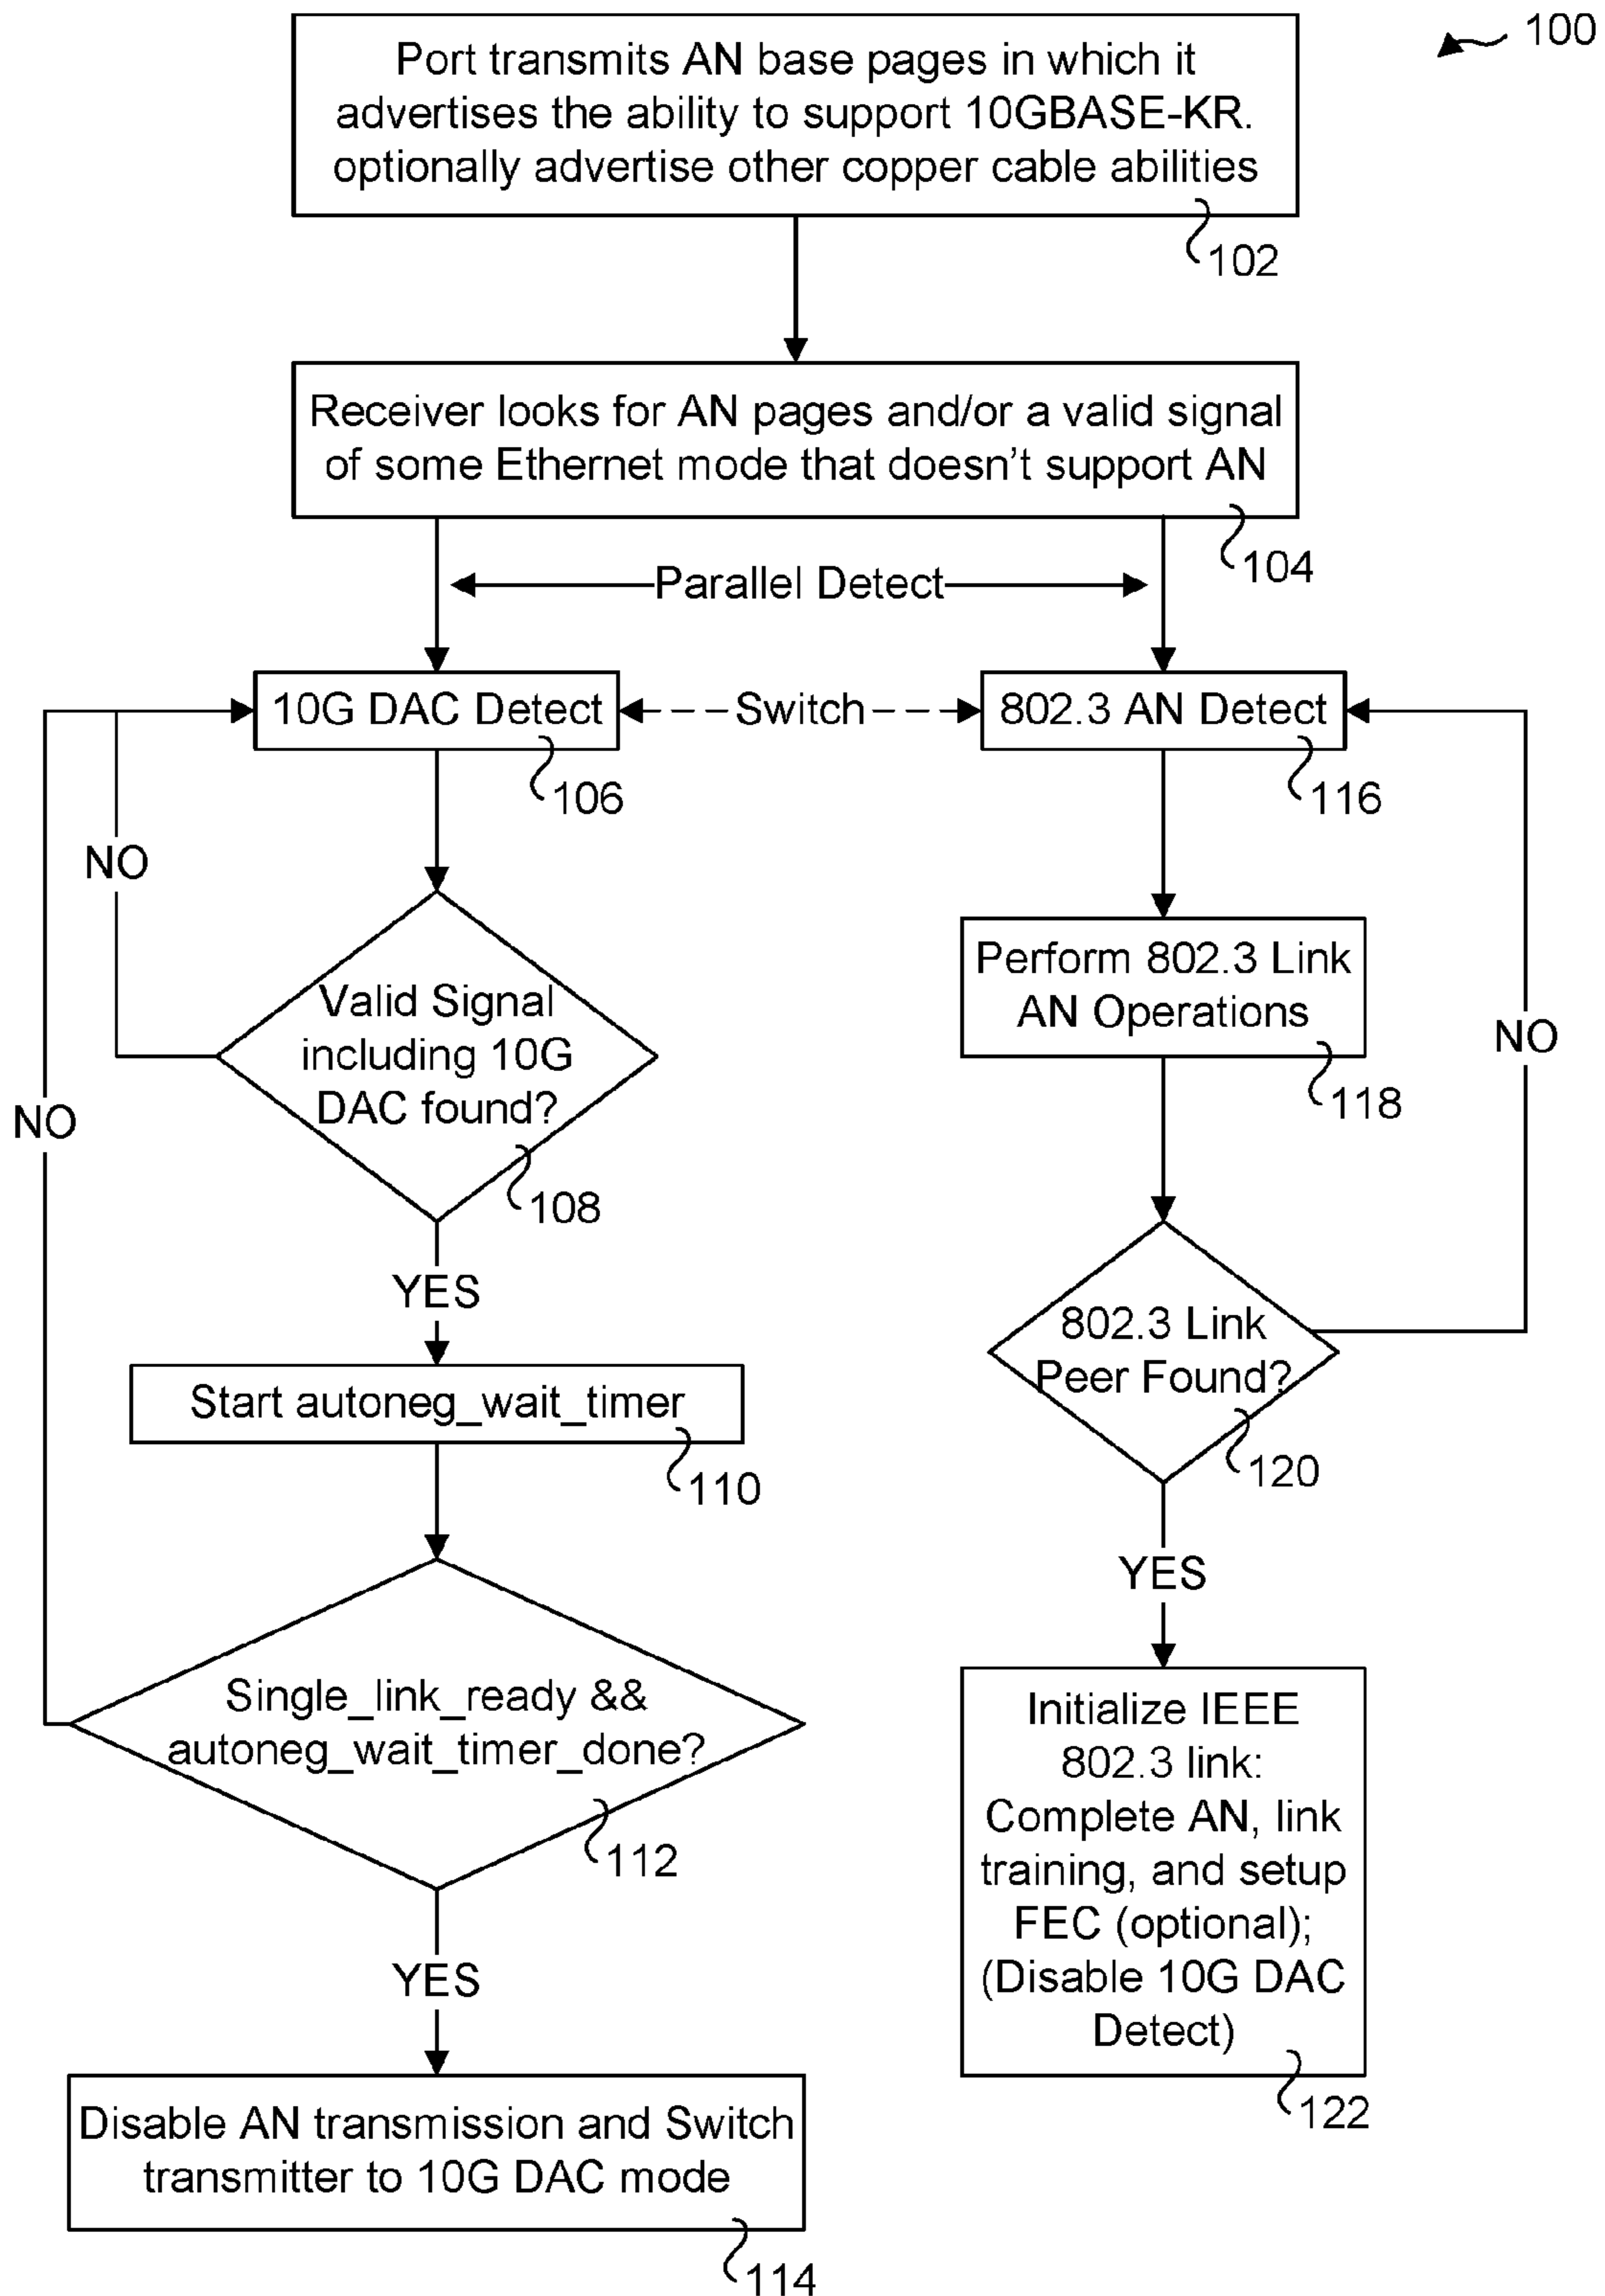 100
Port transmits AN base pages in which it
advertises the ability to support 10GBASE-KR.
optionally advertise other copper cable abilities
102
Receiver looks for AN pages and/or a valid signal
of some Ethernet mode that doesn't support AN
104
Parallel Detect
10G DAC Detect
Switch
802.3 AN Detect
106
116
NO
Valid Signal
including 10G
DAC found?
108
NO
YES
Start autoneg_wait_timer
110
Single_link_ready &&
autoneg_wait_timer_done?
112
YES
Disable AN transmission and Switch
transmitter to 10G DAC mode
114
Perform 802.3 Link
AN Operations
118
NO
802.3 Link
Peer Found?
120
YES
Initialize IEEE
802.3 link:
Complete AN, link
training, and setup
FEC (optional);
(Disable 10G DAC
Detect)
122